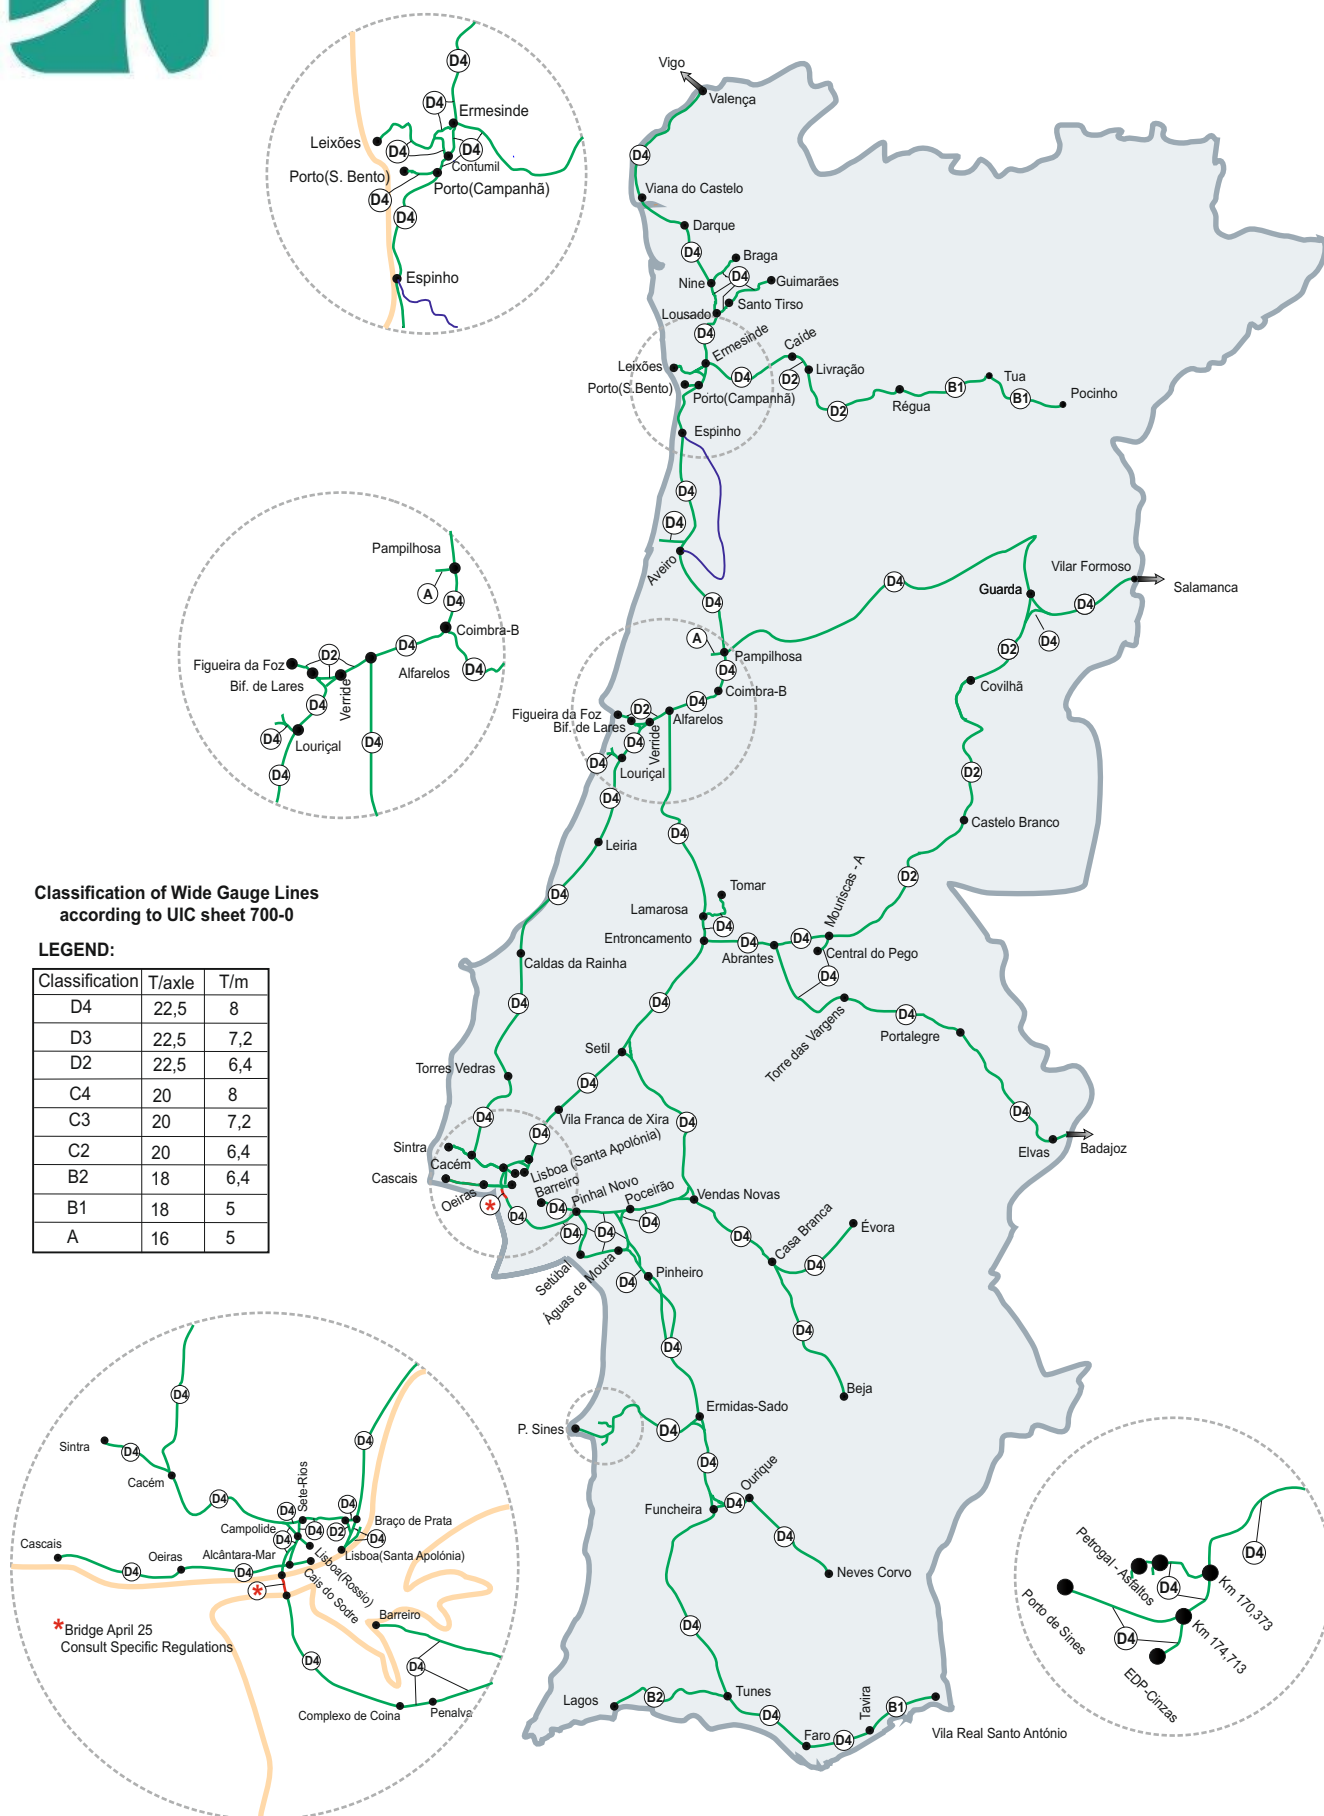 D4
D4
Ermesinde
Leixões
D4
D4
Contumil
Porto(S. Bento)
Porto(Campanhã)
D4
D4
Espinho
Vigo
Valença
D4
Viana do Castelo
Darque
D4
Braga
D4
Nine
Guimarães
Santo Tirso
Lousado
D4
Ermesinde
Caíde
Leixões
Livração
Tua
D4
D2
Porto(S.Bento)
Porto(Campanhã)
B1
B1
Pocinho
D2
Régua
Espinho
D4
D4
Aveiro
D4
D4
Guarda
Vilar Formoso
Salamanca
D4
D4
A
Pampilhosa
D2
D4
Coimbra-B
Covilhã
D4
D2
Figueira da Foz
Alfarelos
Bif. de Lares
Verride
D4
D4
Louriçal
D2
D4
Castelo Branco
D4
Leiria
D2
D4
Tomar
Mouriscas - A
Lamarosa
D4
Entroncamento
D4
D4
Abrantes
Central do Pego
D4
Caldas da Rainha
D4
D4
Torre das Vargens
D4
Portalegre
Setil
Torres Vedras
D4
D4
Vila Franca de Xira
D4
D4
D4
Elvas
Badajoz
Sintra
Cacém
Lisboa (Santa Apolónia)
Cascais
Oeiras
Barreiro
*
D4
D4
Pinhal Novo
Poceirão
Vendas Novas
D4
D4
D4
D4
Casa Branca
Évora
D4
Setúbal
Àguas de Moura
D4
Pinheiro
D4
D4
Beja
Ermidas-Sado
P. Sines
D4
D4
Ourique
Funcheira
D4
D4
Neves Corvo
D4
Lagos
B2
Tunes
D4
Faro
D4
Tavira
B1
Vila Real Santo António
Pampilhosa
A
D4
Coimbra-B
D4
D2
Figueira da Foz
Alfarelos
D4
Bif. de Lares
Verride
D4
D4
Louriçal
D4
D4
Classification of Wide Gauge Lines
according to UIC sheet 700-0
LEGEND:
Classification T/axle T/m
D4 22,5 8
D3 22,5 7,2
D2 22,5 6,4
C4 20 8
C3 20 7,2
C2 20 6,4
B2 18 6,4
B1 18 5
A 16 5
D4
Sintra
D4
D4
Cacém
D4
Sete-Rios
D4
D4
Campolide
D4
D2
Braço de Prata
D4
D4
Cascais
Oeiras
Alcântara-Mar
Lisboa(Santa Apolónia)
D4
D4
Lisboa(Rossio)
Cais do Sodre
*
Barreiro
*Bridge April 25
Consult Specific Regulations
D4
D4
Complexo de Coina
Penalva
D4
Petrogal - Asfaltos
D4
Km 170,373
Porto de Sines
D4
Km 174,713
EDP-Cinzas